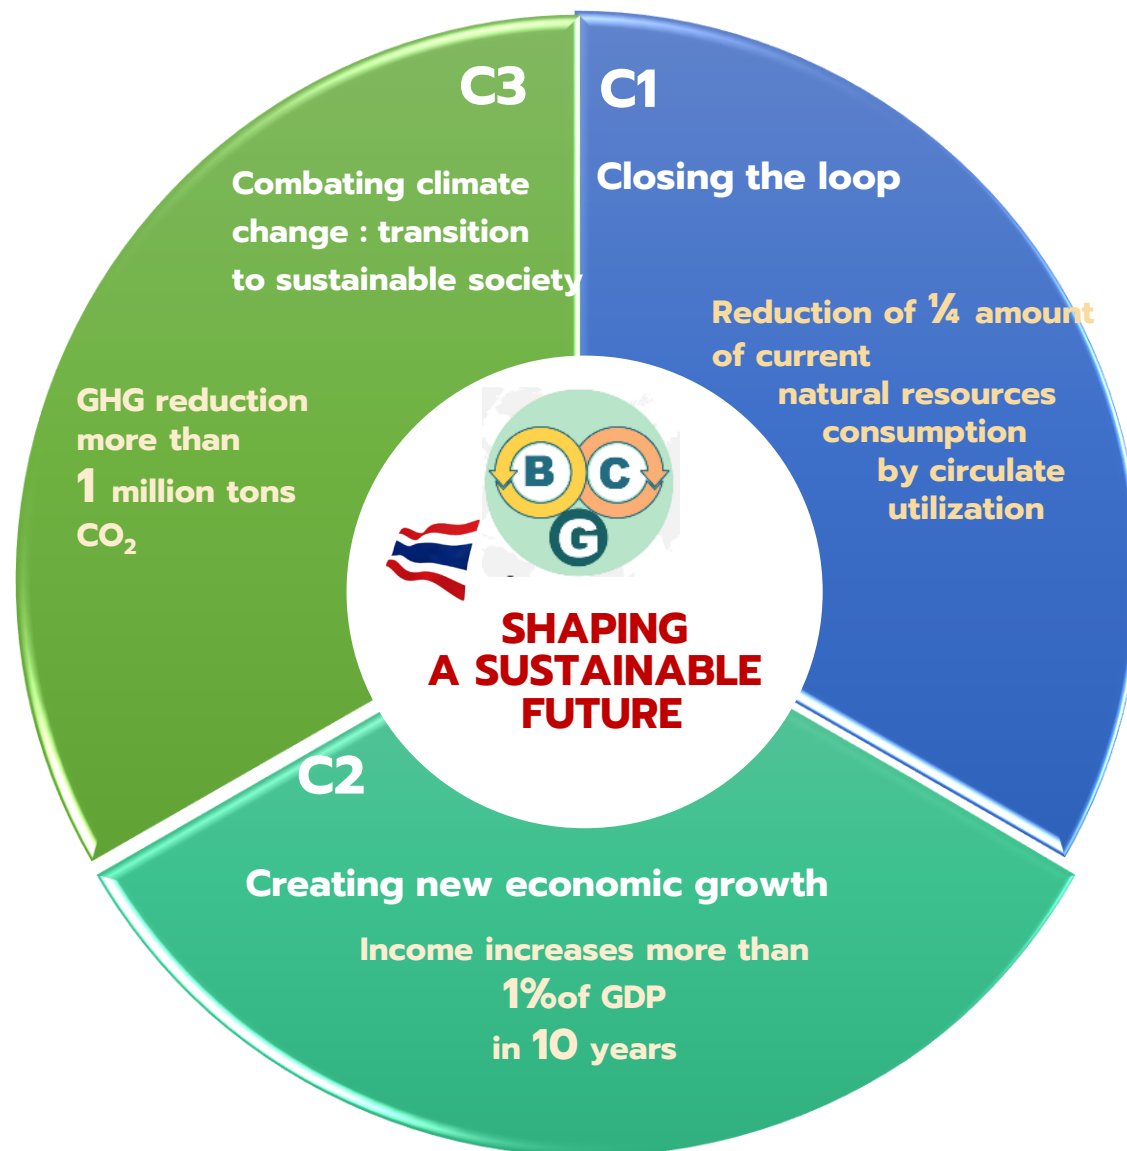 C3
Combating climate
change : transition
to sustainable society
GHG reduction
more than
1 million tons
CO₂
C1
Closing the loop
Reduction of ¼ amount
of current
natural resources
consumption
by circulate
utilization
B C
G
SHAPING
A SUSTAINABLE
FUTURE
C2
Creating new economic growth
Income increases more than
1%of GDP
in 10 years